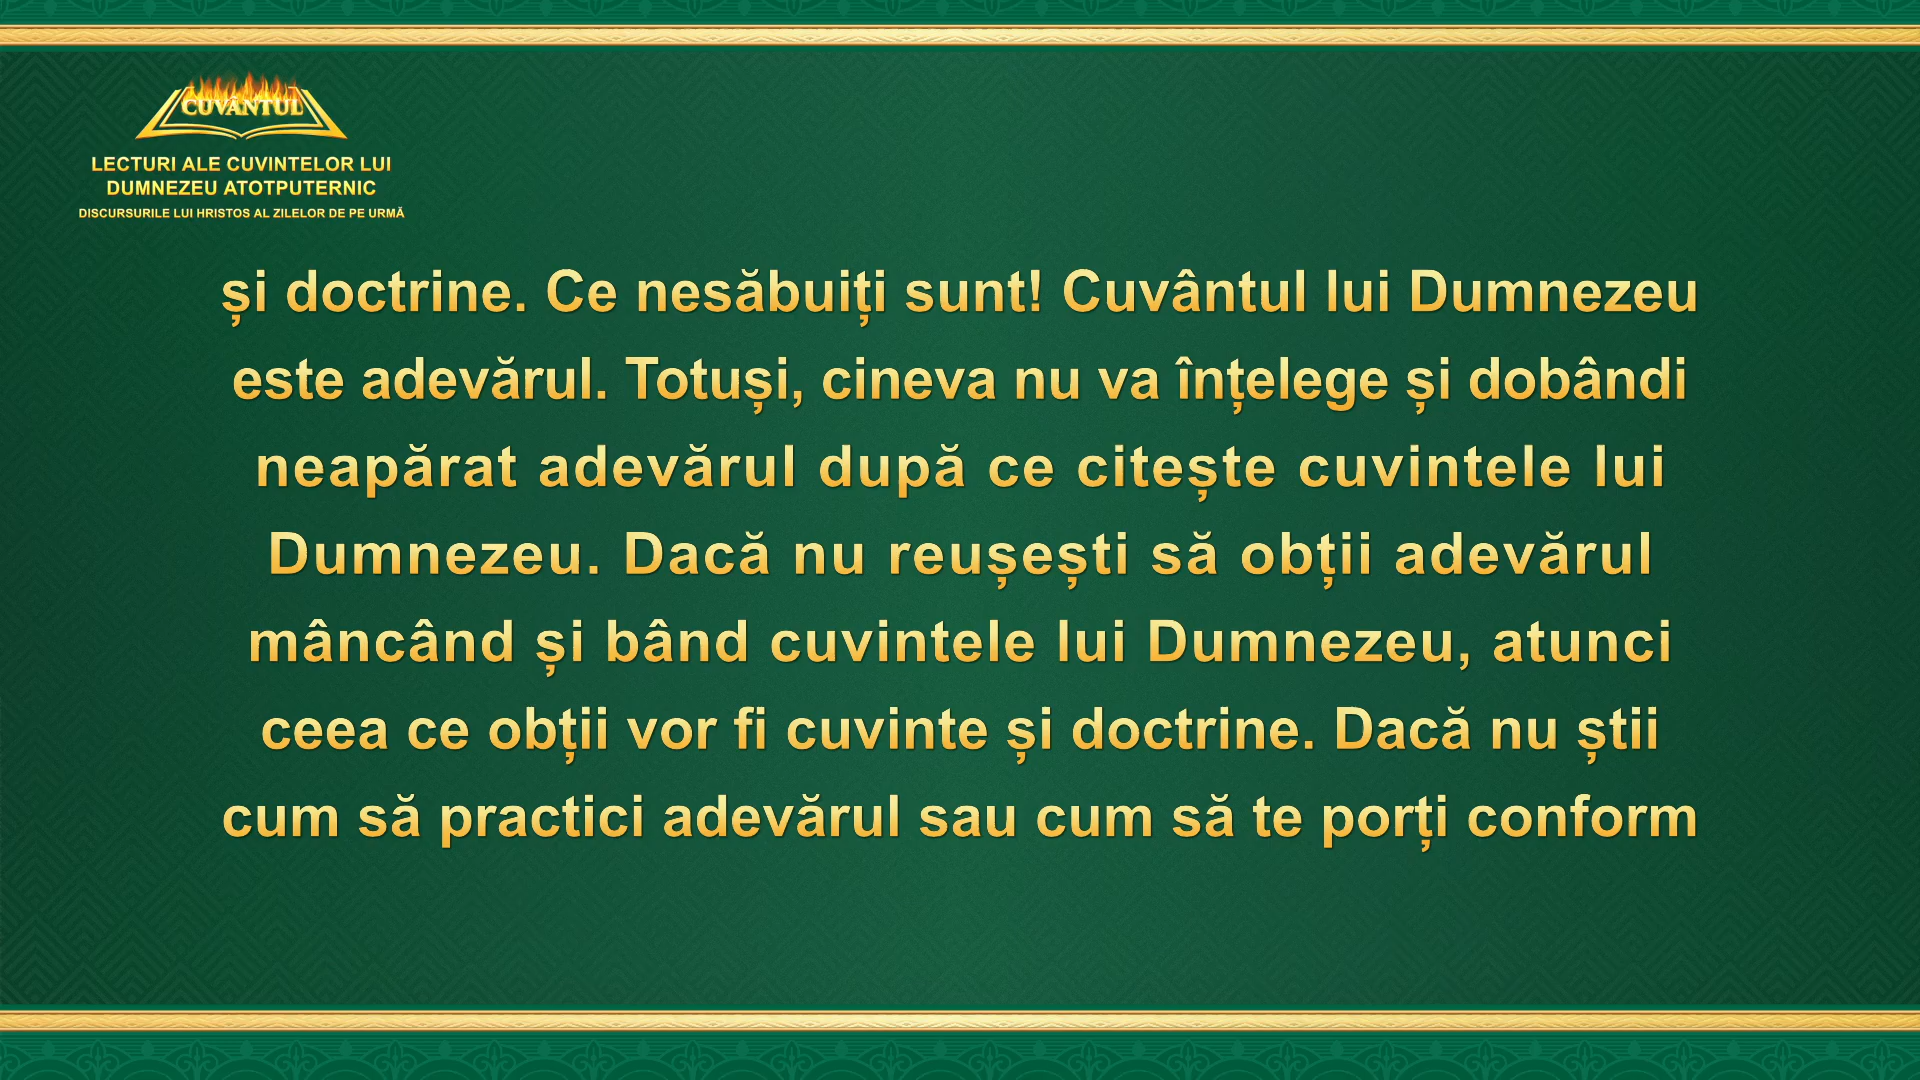 CUVÂNTUL
LECTURI ALE CUVINTELOR LUI
DUMNEZEU ATOTPUTERNIC
DISCURSURILE LUI HRISTOS AL ZILELOR DE PE URMĂ
și doctrine. Ce nesăbuiți sunt! Cuvântul lui Dumnezeu
este adevărul. Totuși, cineva nu va înțelege și dobândi
neapărat adevărul după ce citește cuvintele lui
Dumnezeu. Dacă nu reușești să obții adevărul
mâncând și bând cuvintele lui Dumnezeu, atunci
ceea ce obții vor fi cuvinte și doctrine. Dacă nu știi
cum să practici adevărul sau cum să te porți conform